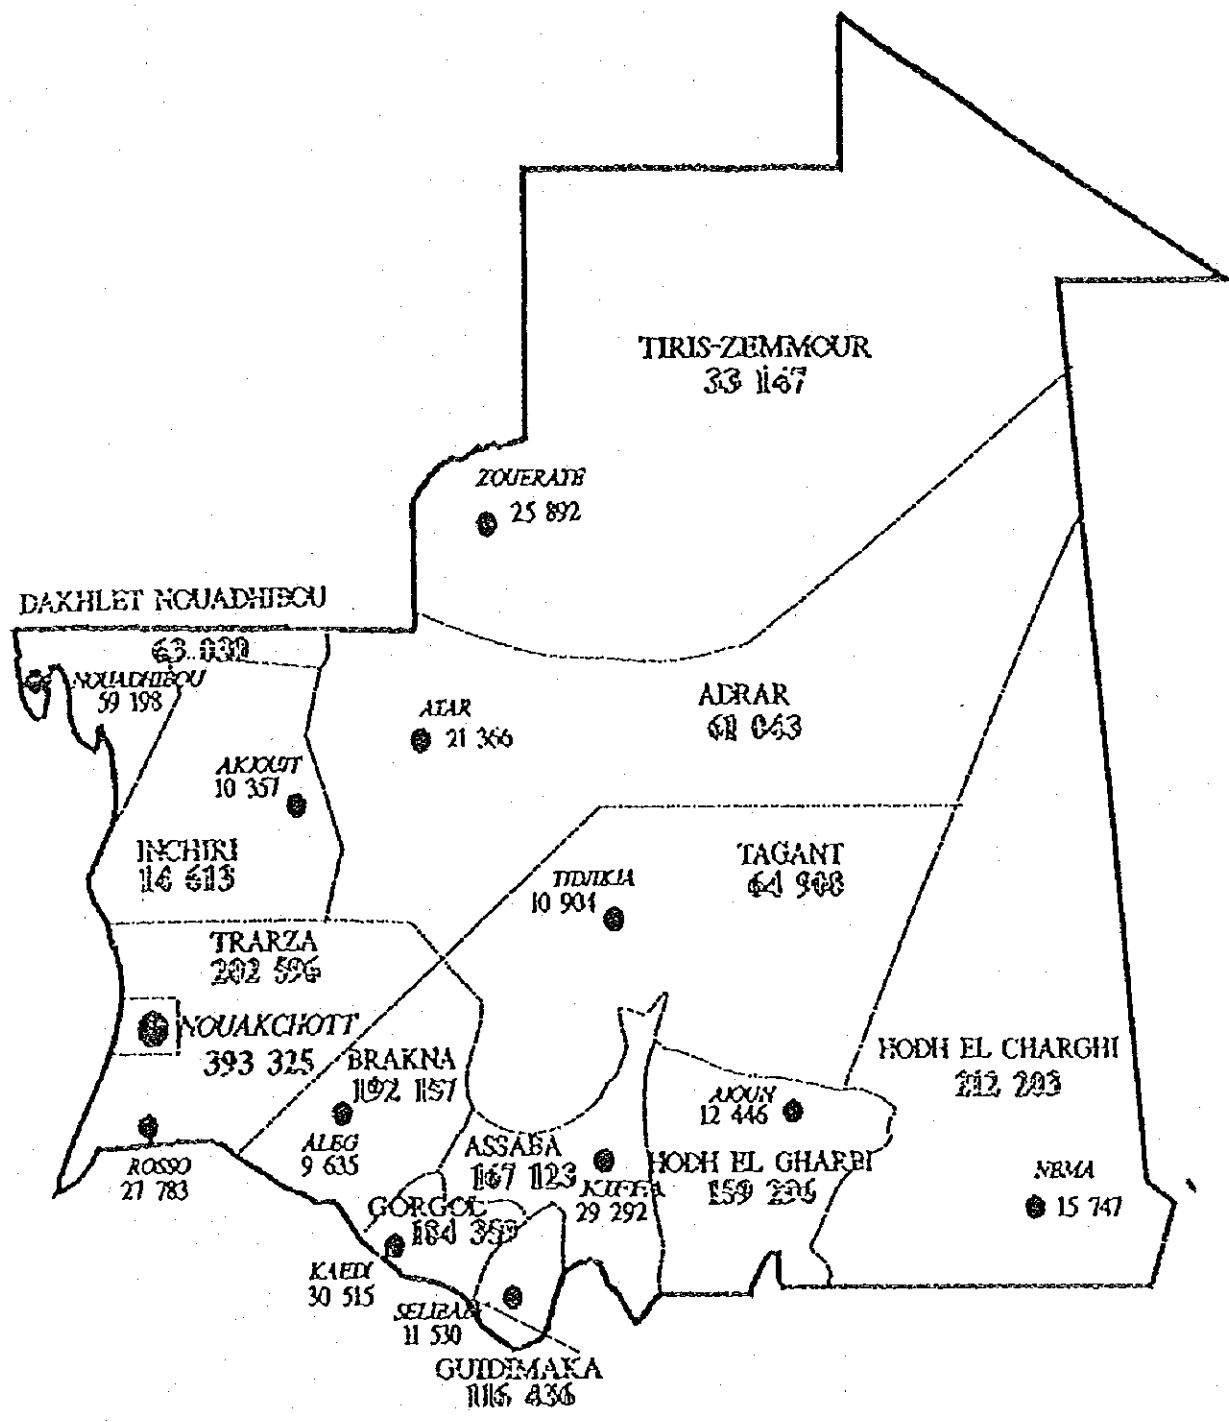 TIRIS-ZEMMOUR
33 147
ZOUERATE
25 892
DAKHLET NOUADHIBOU
63 030
NOUADHIBOU
59 198
ADRAR
61 043
ATAR
21 366
AKJOUJT
10 357
INCHIRI
14 613
TAGANT
64 908
TIDJIKJA
10 904
TRARZA
202 596
NOUAKCHOTT
393 325
BRAKNA
192 157
HODH EL CHARGHI
212 203
AIOUN
12 446
ALEG
9 635
ASSABA
167 123
ROSSO
27 783
HODH EL GHARBI
159 296
NEMA
15 747
KIFFA
29 292
GORGOL
184 359
KAEDI
30 515
SELIBABI
11 530
GUIDIMAKA
116 436